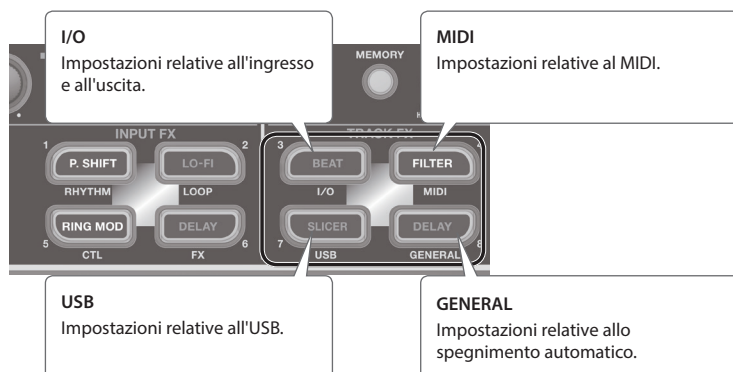 I/O
Impostazioni relative all'ingresso
e all'uscita.
MIDI
Impostazioni relative al MIDI.
MEMORY
INPUT FX
TRACK FX
1
P. SHIFT
LO-FI
2
3
BEAT
FILTER
4
RHYTHM
LOOP
I/O
MIDI
RING MOD
DELAY
SLICER
DELAY
5
CTL
FX
6
7
USB
GENERAL
8
USB
Impostazioni relative all'USB.
GENERAL
Impostazioni relative allo
spegnimento automatico.